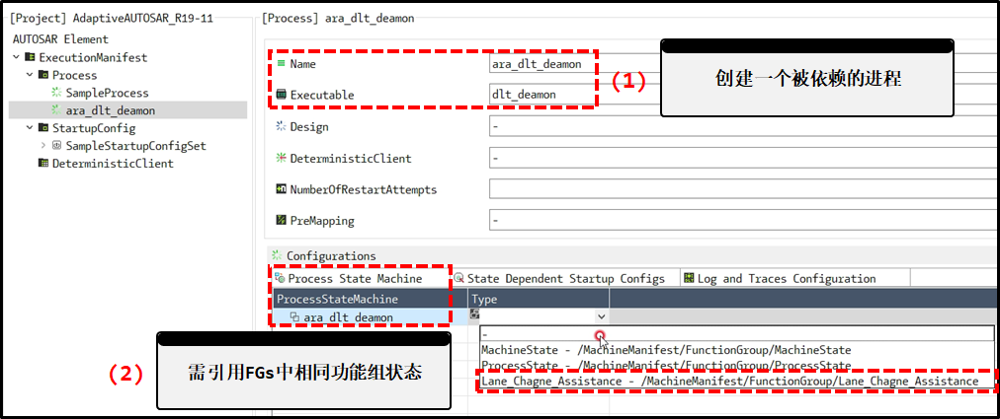 [Project] AdaptiveAUTOSAR_R19-11
AUTOSAR Element
ExecutionManifest
Process
SampleProcess
ara_dlt_deamon
StartupConfig
SampleStartupConfigSet
DeterministicClient
[Process] ara_dlt_deamon
Name ara_dlt_deamon
Executable dlt_deamon
Design -
DeterministicClient -
NumberOfRestartAttempts
PreMapping -
(1)
创建一个被依赖的进程
Configurations
Process State Machine State Dependent Startup Configs Log and Traces Configuration
ProcessStateMachine Type
ara_dlt_deamon
-
MachineState - /MachineManifest/FunctionGroup/MachineState
ProcessState - /MachineManifest/FunctionGroup/ProcessState
Lane_Chagne_Assistance - /MachineManifest/FunctionGroup/Lane_Chagne_Assistance
(2)
需引用FGs中相同功能组状态